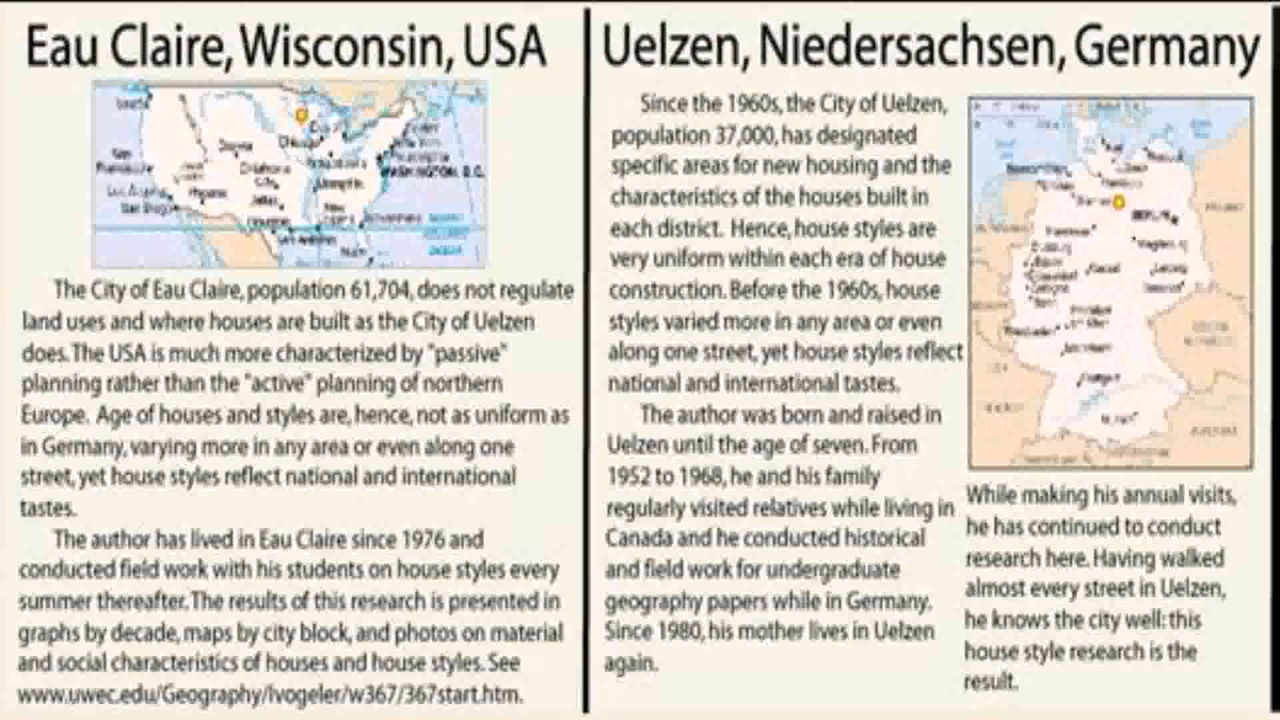 Eau Claire, Wisconsin, USA
The City of Eau Claire, population 61,704, does not regulate
land uses and where houses are built as the City of Uelzen
does. The USA is much more characterized by "passive"
planning rather than the "active" planning of northern
Europe. Age of houses and styles are, hence, not as uniform as
in Germany, varying more in any area or even along one
street, yet house styles reflect national and international
tastes.
The author has lived in Eau Claire since 1976 and
conducted field work with his students on house styles every
summer thereafter. The results of this research is presented in
graphs by decade, maps by city block, and photos on material
and social characteristics of houses and house styles. See
www.uwec.edu/Geography/Ivogeler/w367/367start.htm.
Uelzen, Niedersachsen, Germany
Since the 1960s, the City of Uelzen,
population 37,000, has designated
specific areas for new housing and the
characteristics of the houses built in
each district. Hence, house styles are
very uniform within each era of house
construction. Before the 1960s, house
styles varied more in any area or even
along one street, yet house styles reflect
national and international tastes.
The author was born and raised in
Uelzen until the age of seven. From
1952 to 1968, he and his family
regularly visited relatives while living in
Canada and he conducted historical
and field work for undergraduate
geography papers while in Germany.
Since 1980, his mother lives in Uelzen
again.
While making his annual visits,
he has continued to conduct
research here. Having walked
almost every street in Uelzen,
he knows the city well: this
house style research is the
result.